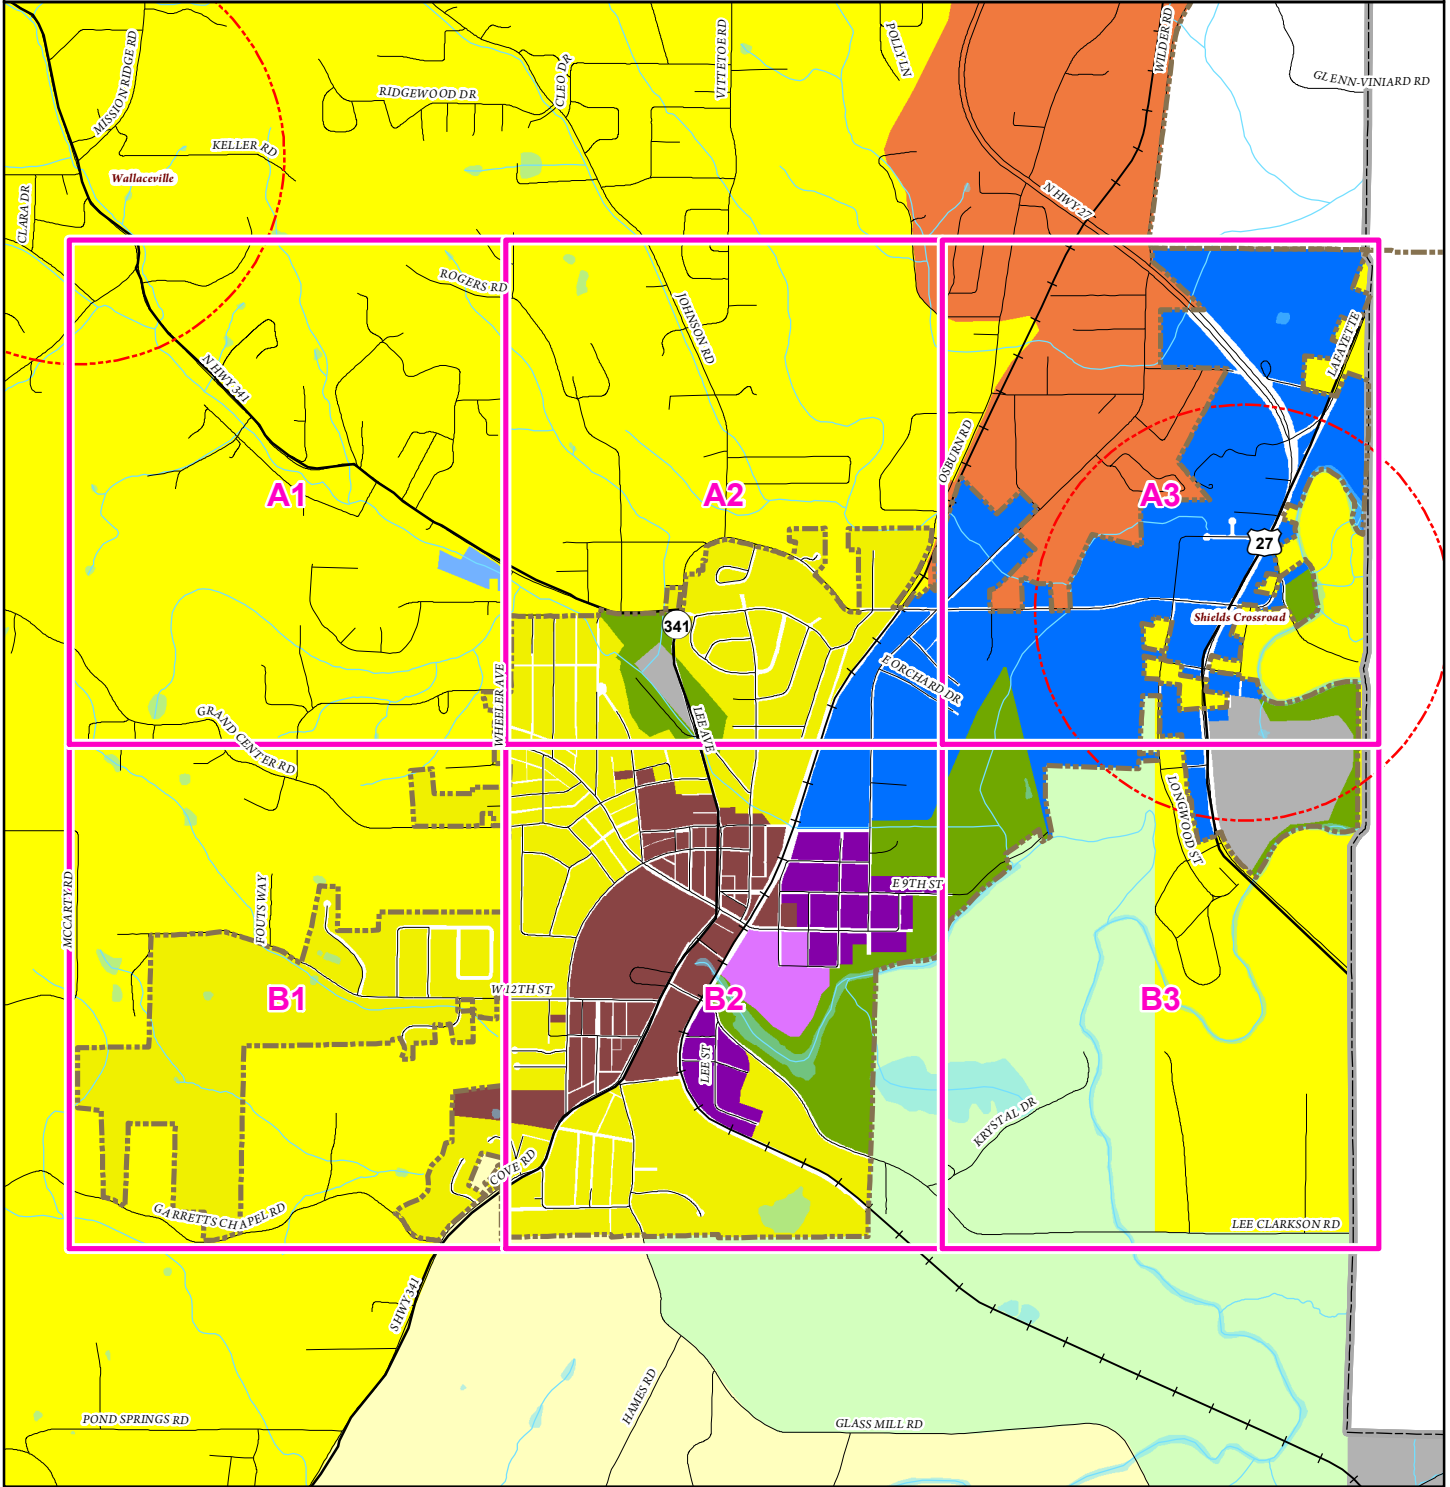 MISSION RIDGE RD
RIDGEWOOD DR
CLEO DR
VITTETOE RD
POLLY LN
WILDER RD
GLENN-VINIARD RD
KELLER RD
Wallaceville
CLARA DR
N HWY 27
ROGERS RD
JOHNSON RD
N HWY 341
LAFAYETTE
OSBURN RD
A1
A2
A3
27
Shields Crossroad
341
E ORCHARD DR
WHEELER AVE
LEE AVE
GRAND CENTER RD
LONGWOOD ST
MCCARTY RD
FOUTS WAY
E 9TH ST
W 12TH ST
B1
B2
B3
LEE ST
KRYSTAL DR
COVE RD
GARRETTS CHAPEL RD
LEE CLARKSON RD
S HWY 341
HAMES RD
POND SPRINGS RD
GLASS MILL RD